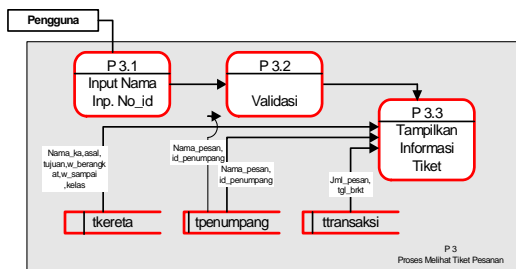 Pengguna
P 3.1
Input Nama
Inp. No_id
P 3.2
Validasi
P 3.3
Tampilkan
Informasi
Tiket
Nama_ka,asal,
tujuan,w_berangk
at,w_sampai
,kelas
Nama_pesan,
id_penumpang
Nama_pesan,
id_penumpang
Jml_pesan,
tgl_brkt
tkereta
tpenumpang
ttransaksi
P 3
Proses Melihat Tiket Pesanan